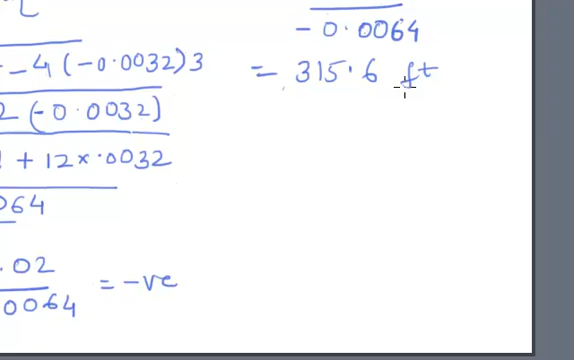 - 4 (-0.0032)3
2 (-0.0032)
+ 12 x .0032
064
.02
0064 = -ve
- 0.0064
= 315.6 ft